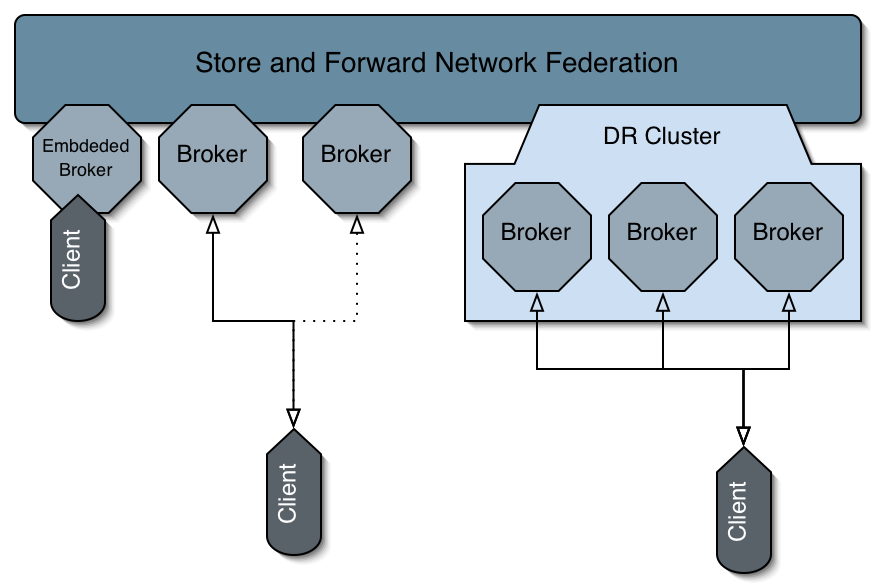 Store and Forward Network Federation
Embdeded
Broker
Broker
Broker
DR Cluster
Broker
Broker
Broker
Client
Client
Client